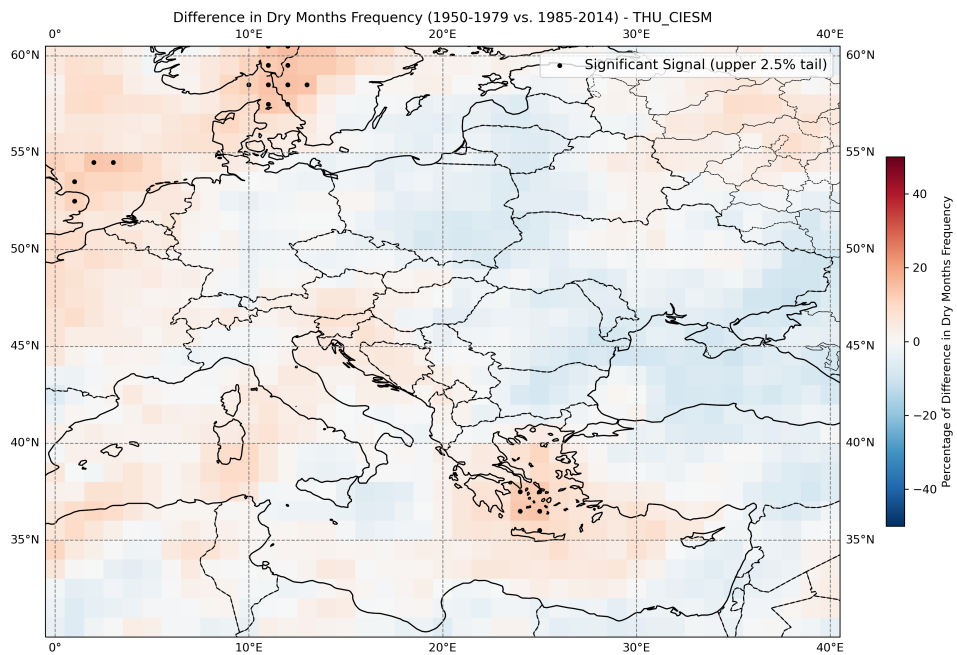 Difference in Dry Months Frequency (1950-1979 vs. 1985-2014) - THU_CIESM
0° 10°E 20°E 30°E 40°E
60°N 60°N
Significant Signal (upper 2.5% tail)
55°N 55°N
50°N 50°N
45°N 45°N
40°N 40°N
35°N 35°N
0° 10°E 20°E 30°E 40°E
40
20
0
−20
−40
Percentage of Difference in Dry Months Frequency